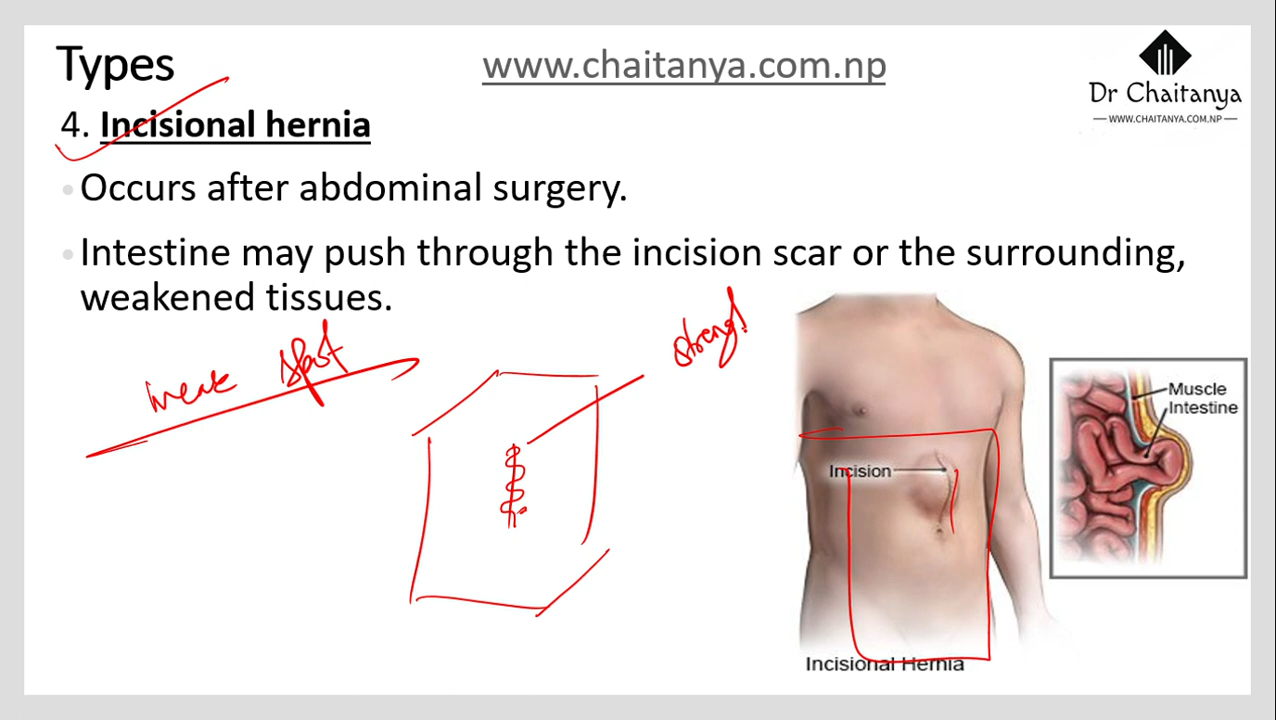 Types
www.chaitanya.com.np
Dr Chaitanya
WWW.CHAITANYA.COM.NP
4. Incisional hernia
• Occurs after abdominal surgery.
• Intestine may push through the incision scar or the surrounding,
weakened tissues.
weak spot
Incision
Muscle
Intestine
Incisional Hernia